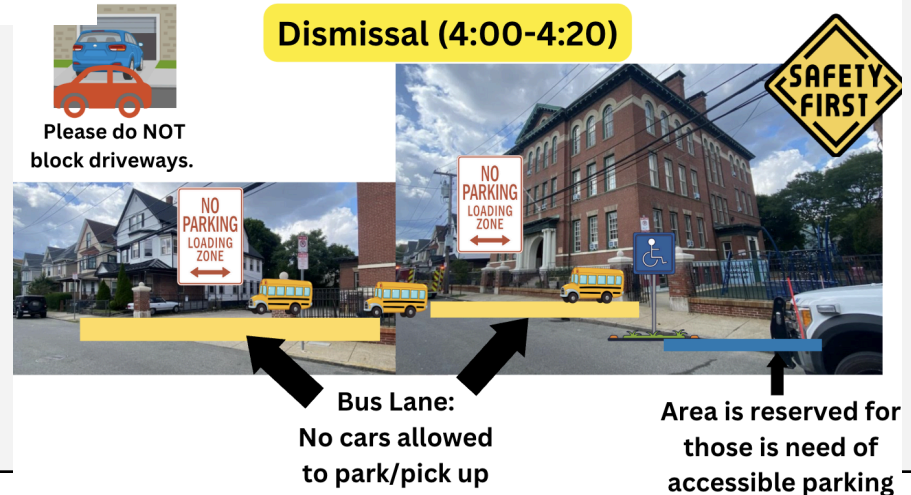 Dismissal (4:00-4:20)
SAFETY
FIRST
Please do NOT
block driveways.
NO
PARKING
LOADING
ZONE
NO
PARKING
LOADING
ZONE
Bus Lane:
No cars allowed
to park/pick up
Area is reserved for
those is need of
accessible parking